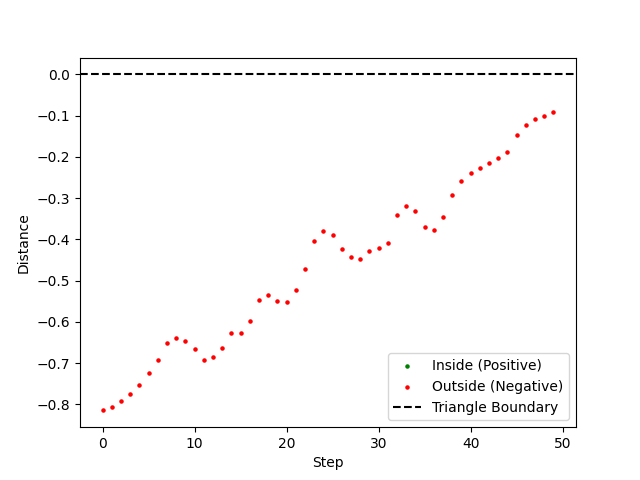 0.0
−0.1
−0.2
−0.3
−0.4
−0.5
−0.6
−0.7
−0.8
Distance
Inside (Positive)
Outside (Negative)
Triangle Boundary
0 10 20 30 40 50
Step